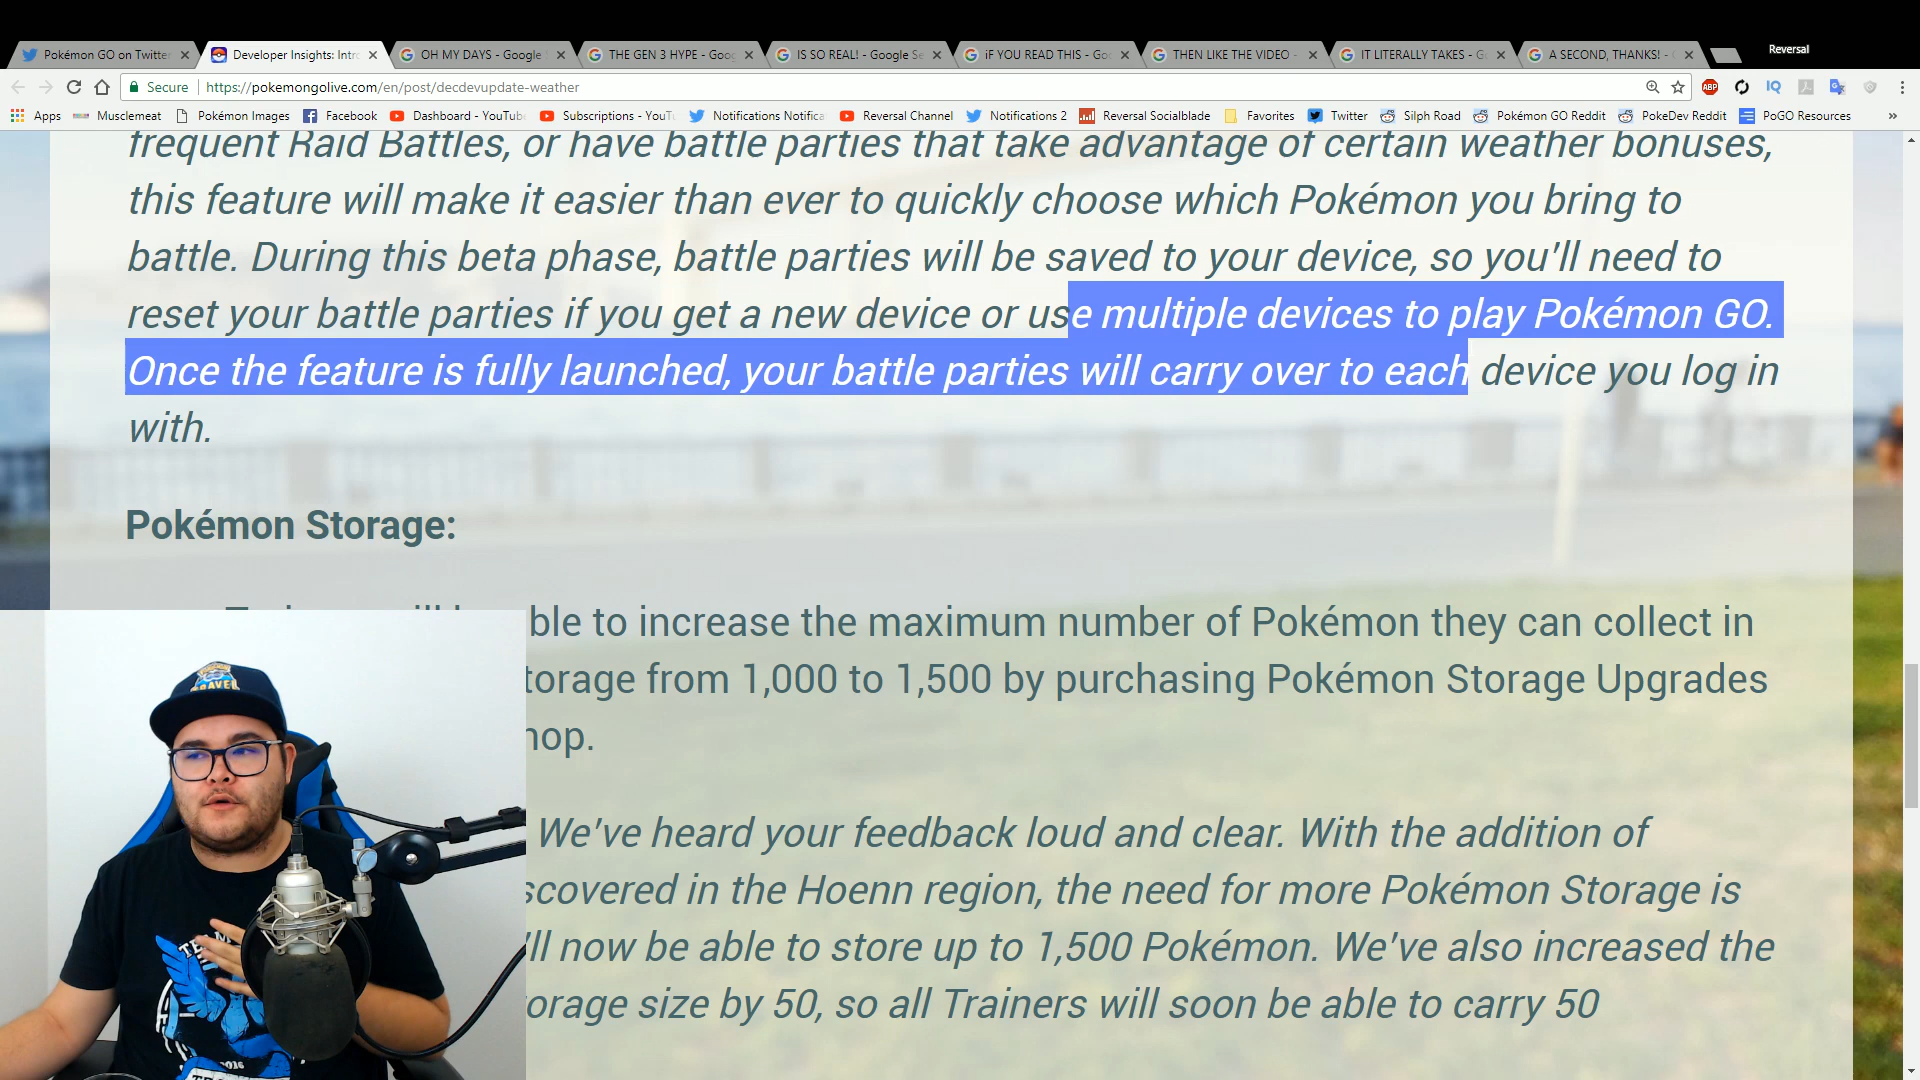 Reversal
Pokémon GO on Twitter
Developer Insights: Intro
OH MY DAYS - Google
THE GEN 3 HYPE - Goog
IS SO REAL! - Google Se
iF YOU READ THIS - Go
THEN LIKE THE VIDEO -
IT LITERALLY TAKES - G
A SECOND, THANKS! -
Secure https://pokemongolive.com/en/post/decdevupdate-weather
Apps Musclemeat Pokémon Images Facebook Dashboard - YouTub Subscriptions - YouT Notifications Notifica Reversal Channel Notifications 2 Reversal Socialblade Favorites Twitter Silph Road Pokémon GO Reddit PokeDev Reddit PoGO Resources »
frequent Raid Battles, or have battle parties that take advantage of certain weather bonuses,
this feature will make it easier than ever to quickly choose which Pokémon you bring to
battle. During this beta phase, battle parties will be saved to your device, so you'll need to
reset your battle parties if you get a new device or use multiple devices to play Pokémon GO.
Once the feature is fully launched, your battle parties will carry over to each device you log in
with.
Pokémon Storage:
ble to increase the maximum number of Pokémon they can collect in
torage from 1,000 to 1,500 by purchasing Pokémon Storage Upgrades
hop.
We've heard your feedback loud and clear. With the addition of
scovered in the Hoenn region, the need for more Pokémon Storage is
'll now be able to store up to 1,500 Pokémon. We've also increased the
torage size by 50, so all Trainers will soon be able to carry 50
TRAVEL
TEAM
2016